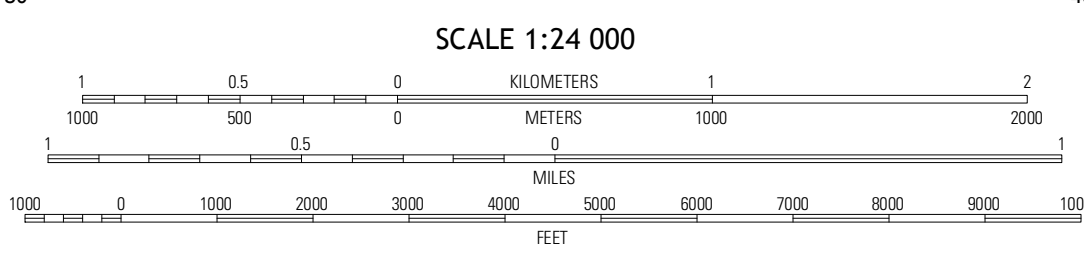 SCALE 1:24 000
1 0.5 0 KILOMETERS 1 2
1000 500 0 METERS 1000 2000
1 0.5 0 1
MILES
1000 0 1000 2000 3000 4000 5000 6000 7000 8000 9000 100
FEET